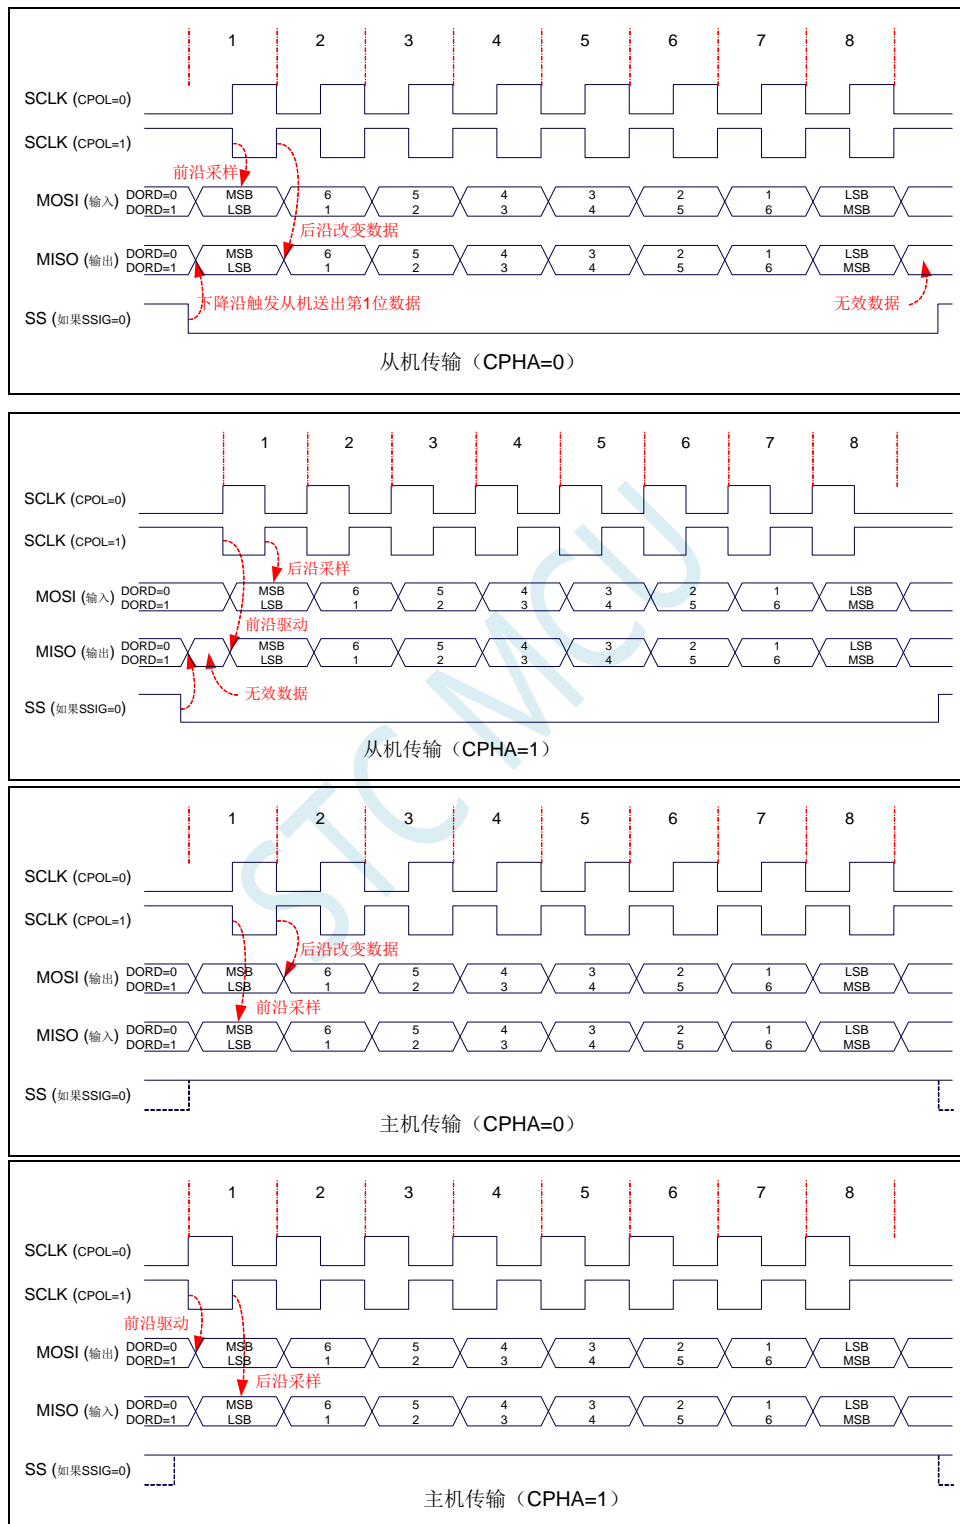 1 2 3 4 5 6 7 8
SCLK (CPOL=0)
SCLK (CPOL=1)
前沿采样
MOSI (输入) DORD=0 MSB 6 5 4 3 2 1 LSB
DORD=1 LSB 1 2 3 4 5 6 MSB
后沿改变数据
MISO (输出) DORD=0 MSB 6 5 4 3 2 1 LSB
DORD=1 LSB 1 2 3 4 5 6 MSB
下降沿触发从机送出第1位数据 无效数据
SS (如果SSIG=0)
从机传输（CPHA=0）
1 2 3 4 5 6 7 8
SCLK (CPOL=0)
SCLK (CPOL=1)
后沿采样
MOSI (输入) DORD=0 MSB 6 5 4 3 2 1 LSB
DORD=1 LSB 1 2 3 4 5 6 MSB
前沿驱动
MISO (输出) DORD=0 MSB 6 5 4 3 2 1 LSB
DORD=1 LSB 1 2 3 4 5 6 MSB
无效数据
SS (如果SSIG=0)
从机传输（CPHA=1）
STC MCU
1 2 3 4 5 6 7 8
SCLK (CPOL=0)
SCLK (CPOL=1)
后沿改变数据
MOSI (输出) DORD=0 MSB 6 5 4 3 2 1 LSB
DORD=1 LSB 1 2 3 4 5 6 MSB
前沿采样
MISO (输入) DORD=0 MSB 6 5 4 3 2 1 LSB
DORD=1 LSB 1 2 3 4 5 6 MSB
SS (如果SSIG=0)
主机传输（CPHA=0）
1 2 3 4 5 6 7 8
SCLK (CPOL=0)
SCLK (CPOL=1)
前沿驱动
MOSI (输出) DORD=0 MSB 6 5 4 3 2 1 LSB
DORD=1 LSB 1 2 3 4 5 6 MSB
后沿采样
MISO (输入) DORD=0 MSB 6 5 4 3 2 1 LSB
DORD=1 LSB 1 2 3 4 5 6 MSB
SS (如果SSIG=0)
主机传输（CPHA=1）